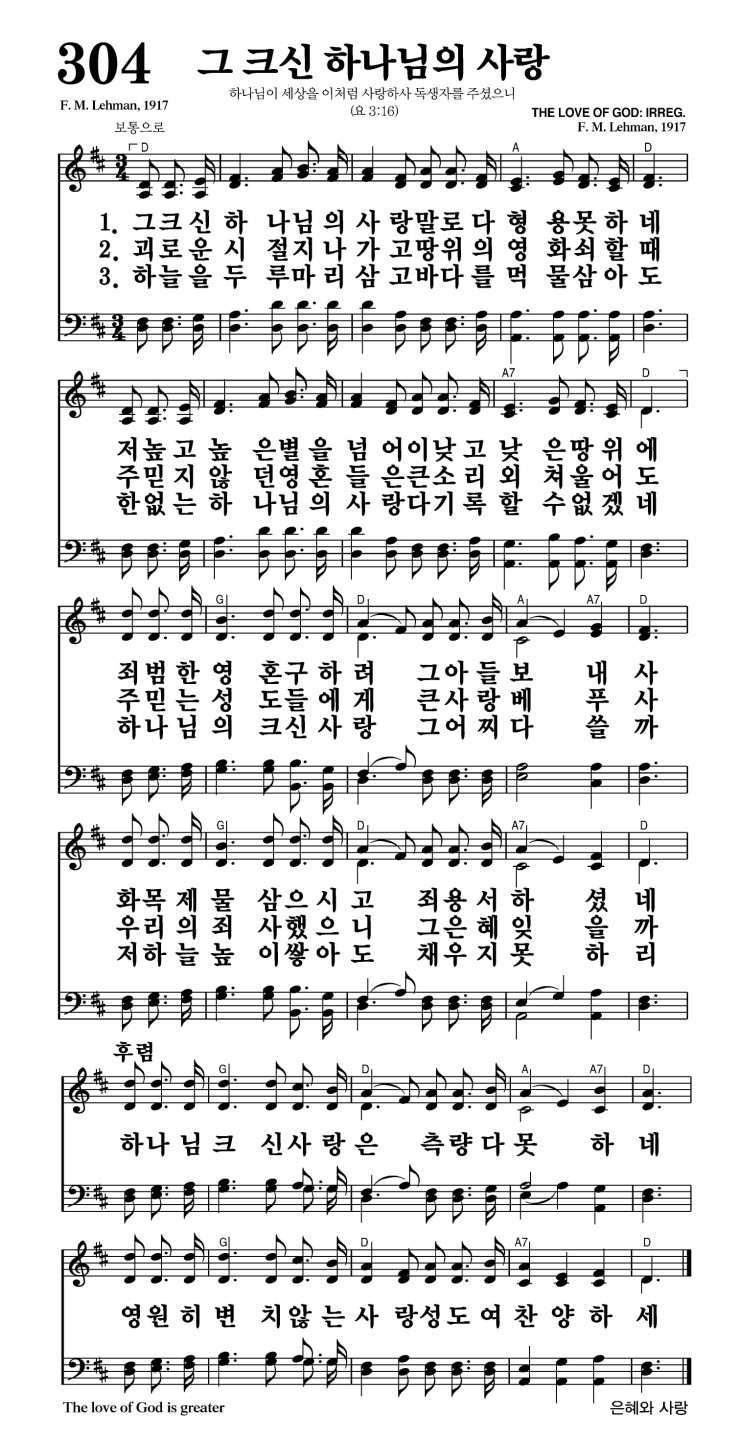 304 그 크신 하나님의 사랑
하나님이 세상을 이처럼 사랑하사 독생자를 주셨으니
F. M. Lehman, 1917
(요 3:16)
THE LOVE OF GOD: IRREG.
보통으로
F. M. Lehman, 1917
D A D
3 4
1. 그크신 하 나님의 사 랑말로다 형 용못하네
2. 괴로운 시 절지나 가 고땅위의 영 화쇠할때
3. 하늘을 두 루마리 삼 고바다를 먹 물삼아도
3 4
A7 D
저높고 높 은별을 넘 어이낮고 낮 은땅위에
주믿지 않 던영혼 들 은큰소리 외 쳐울어도
한없는 하 나님의 사 랑다기록 할 수없겠네
G D A A7 D
죄범한 영 혼구하려 그아들보 내 사
주믿는 성 도들에게 큰사랑베 푸 사
하나님의 크신사랑 그어찌다 쓸 까
G D A7 D
화목제물 삼으시고 죄용서하 셨 네
우리의죄 사했으니 그은혜잊 을 까
저하늘높 이쌓아도 채우지못 하 리
후렴
G D A A7 D
하나님크 신사랑은 측량다못 하 네
G D A7 D
영원히변 치않는사 랑성도여 찬 양 하 세
The love of God is greater
은혜와 사랑